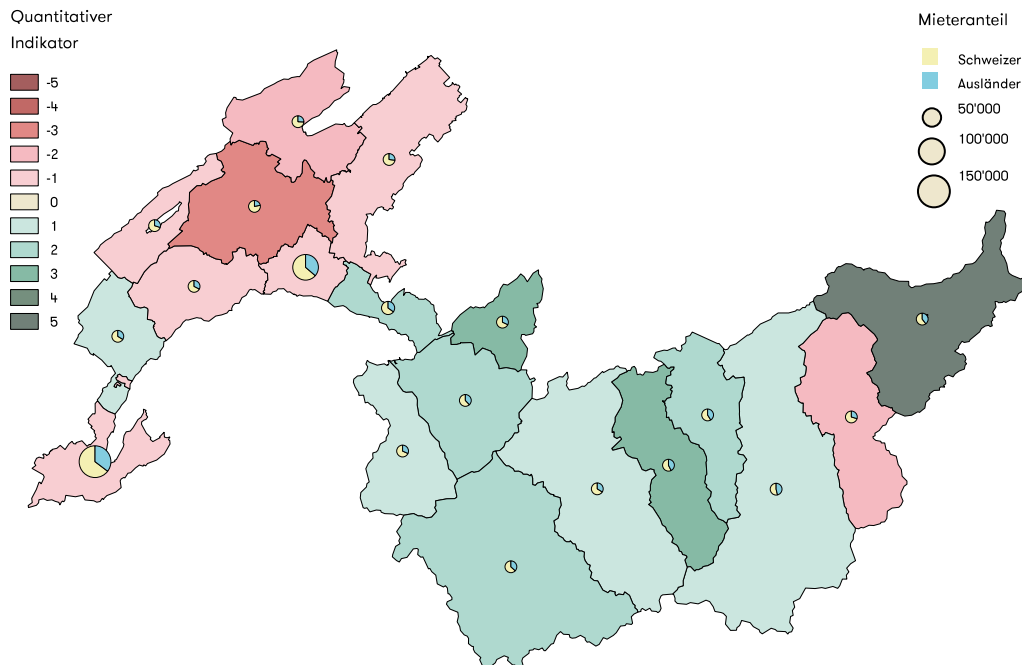 Quantitativer
Indikator
-5
-4
-3
-2
-1
0
1
2
3
4
5
Mieteranteil
Schweizer
Ausländer
50'000
100'000
150'000